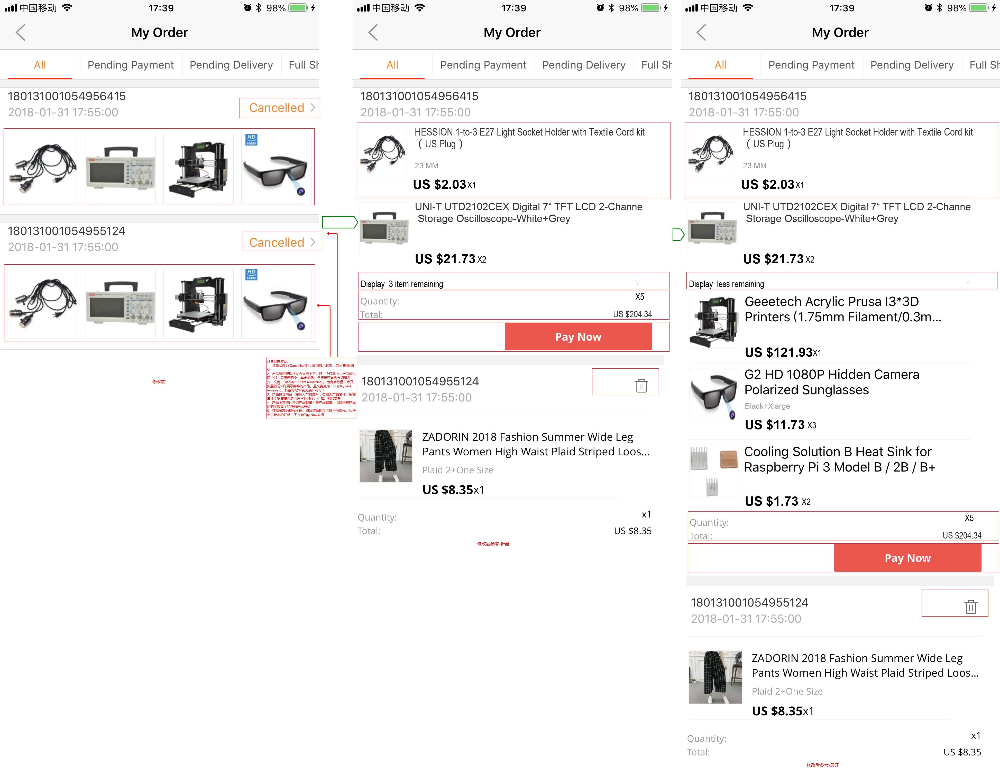 中国移动 17:39 98%
My Order
All Pending Payment Pending Delivery Full Sh
180131001054956415
2018-01-31 17:55:00
Cancelled
HD
1080P
180131001054955124
2018-01-31 17:55:00
Cancelled
HD
1080P
修改前
订单列表改动:
1、订单状态为"Cancelled"时，取消展示状态，显示'删除'图
标
2、产品展示架构从左右变成上下。且一个订单中，产品超过
两个时，只展示两个，其余折叠。且展示还有剩余项是多
少；文案：Display 3 item remaining（3为剩余数量）点开
折叠符号'v'则展示剩余的产品。且文案变为：Display less
remaining。折叠符号'V'变为展开符号'^'
3、产品包含内容：左侧为产品图片，右侧为产品名称、销售
属性（销售属性之间用'+'间隔）、价格、购买数量
4、产品下方统计全部产品数量（是产品数量，而非所有产品
的购买数量）和所有产品总价
5、订单尾部为操作按钮。即该订单现在可进行的操作。如待
支付状态的订单，下方为Pay Now按钮
中国移动 17:39 98%
My Order
All Pending Payment Pending Delivery Full Sh
180131001054956415
2018-01-31 17:55:00
HESSION 1-to-3 E27 Light Socket Holder with Textile Cord kit
（ US Plug ）
23 MM
US $2.03X1
UNI-T UTD2102CEX Digital 7“ TFT LCD 2-Channe
Storage Oscilloscope-White+Grey
US $21.73 X2
Display 3 item remaining V
Quantity: X5
Total: US $204.34
Pay Now
180131001054955124
2018-01-31 17:55:00
ZADORIN 2018 Fashion Summer Wide Leg
Pants Women High Waist Plaid Striped Loos...
Plaid 2+One Size
US $8.35x1
Quantity: x1
Total: US $8.35
修改后参考-折叠
中国移动 17:39 98%
My Order
All Pending Payment Pending Delivery Full Sh
180131001054956415
2018-01-31 17:55:00
HESSION 1-to-3 E27 Light Socket Holder with Textile Cord kit
（ US Plug ）
23 MM
US $2.03X1
UNI-T UTD2102CEX Digital 7“ TFT LCD 2-Channe
Storage Oscilloscope-White+Grey
US $21.73 X2
Display less remaining ^
Geeetech Acrylic Prusa I3*3D
Printers (1.75mm Filament/0.3m...
US $121.93X1
G2 HD 1080P Hidden Camera
Polarized Sunglasses
Black+Xlarge
US $11.73 X3
Cooling Solution B Heat Sink for
Raspberry Pi 3 Model B / 2B / B+
US $1.73 X2
Quantity: X5
Total: US $204.34
Pay Now
180131001054955124
2018-01-31 17:55:00
ZADORIN 2018 Fashion Summer Wide Leg
Pants Women High Waist Plaid Striped Loos...
Plaid 2+One Size
US $8.35x1
Quantity: x1
Total: US $8.35
修改后参考-展开